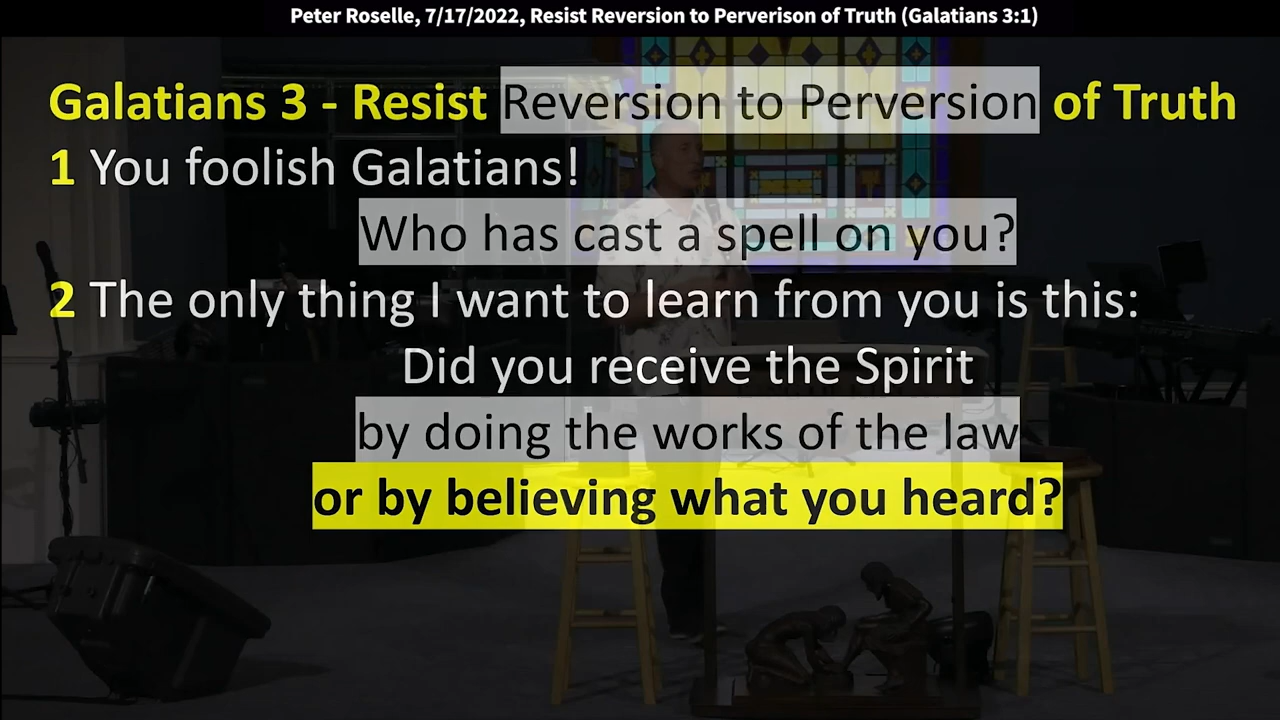 Peter Roselle, 7/17/2022, Resist Reversion to Perverison of Truth (Galatians 3:1)
Galatians 3 - Resist Reversion to Perversion of Truth
1 You foolish Galatians!
Who has cast a spell on you?
2 The only thing I want to learn from you is this:
Did you receive the Spirit
by doing the works of the law
or by believing what you heard?